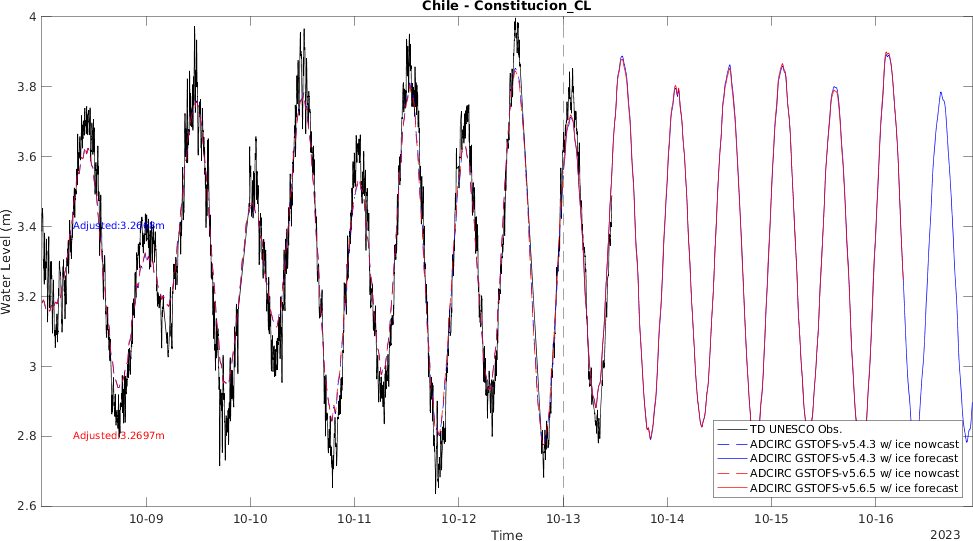 Chile - Constitucion_CL
4
3.8
3.6
3.4
3.2
3
2.8
2.6
Water Level (m)
Adjusted:3.2697m
10-09
10-10
10-11
10-12
10-13
10-14
10-15
10-16
Time
2023
TD UNESCO Obs.
ADCIRC GSTOFS-v5.4.3 w/ ice nowcast
ADCIRC GSTOFS-v5.4.3 w/ ice forecast
ADCIRC GSTOFS-v5.6.5 w/ ice nowcast
ADCIRC GSTOFS-v5.6.5 w/ ice forecast